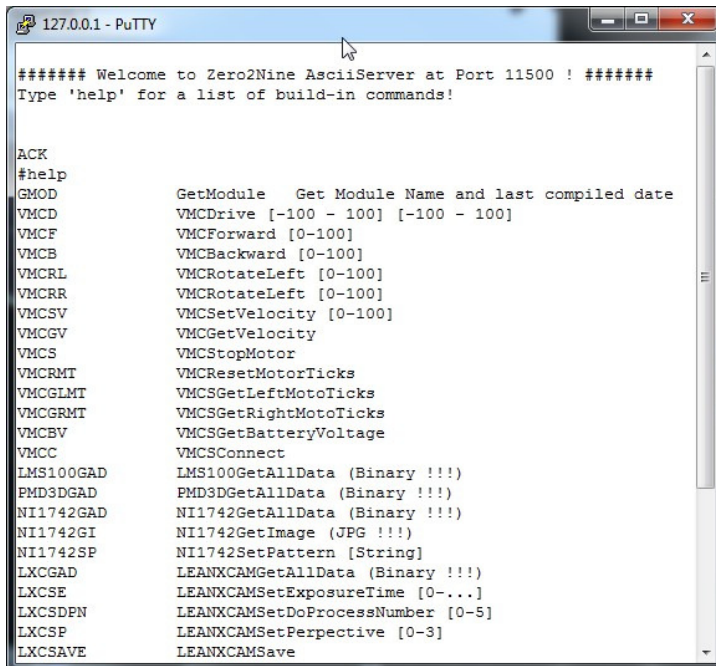 127.0.0.1 - PuTTY
####### Welcome to Zero2Nine AsciiServer at Port 11500 ! #######
Type 'help' for a list of build-in commands!
ACK
#help
GMOD GetModule Get Module Name and last compiled date
VMCD VMCDrive [-100 - 100] [-100 - 100]
VMCF VMCForward [0-100]
VMCB VMCBackward [0-100]
VMCRL VMCRotateLeft [0-100]
VMCRR VMCRotateLeft [0-100]
VMCSV VMCSetVelocity [0-100]
VMCGV VMCGetVelocity
VMCS VMCStopMotor
VMCRMT VMCResetMotorTicks
VMCGLMT VMCSGetLeftMotoTicks
VMCGRMT VMCSGetRightMotoTicks
VMCBV VMCSGetBatteryVoltage
VMCC VMCSConnect
LMS100GAD LMS100GetAllData (Binary !!!)
PMD3DGAD PMD3DGetAllData (Binary !!!)
NI1742GAD NI1742GetAllData (Binary !!!)
NI1742GI NI1742GetImage (JPG !!!)
NI1742SP NI1742SetPattern [String]
LXCGAD LEANXCAMGetAllData (Binary !!!)
LXCSE LEANXCAMSetExposureTime [0-...]
LXCSDPN LEANXCAMSetDoProcessNumber [0-5]
LXCSP LEANXCAMSetPerpective [0-3]
LXCSAVE LEANXCAMSave